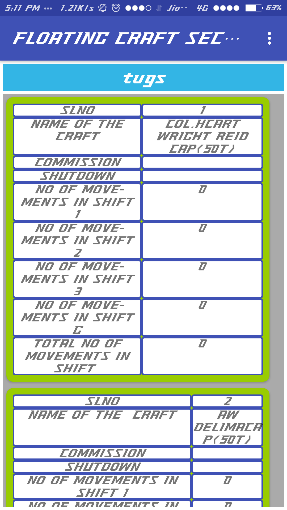 5:11 PM ... 1.21K/s Jio... 4G 63%
FLOATING CRAFT SEC...
tugs
SLNO 1
NAME OF THE COL.HCART
CRAFT WRIGHT REID
CAP(50T)
COMMISSION
SHUTDOWN
NO OF MOVE- 0
MENTS IN SHIFT
1
NO OF MOVE- 0
MENTS IN SHIFT
2
NO OF MOVE- 0
MENTS IN SHIFT
3
NO OF MOVE- 0
MENTS IN SHIFT
G
TOTAL NO OF 0
MOVEMENTS IN
SHIFT
SLNO 2
NAME OF THE CRAFT AW
DELIMACA
P(50T)
COMMISSION
SHUTDOWN
NO OF MOVEMENTS IN 0
SHIFT 1
NO OF MOVEMENTS IN 0